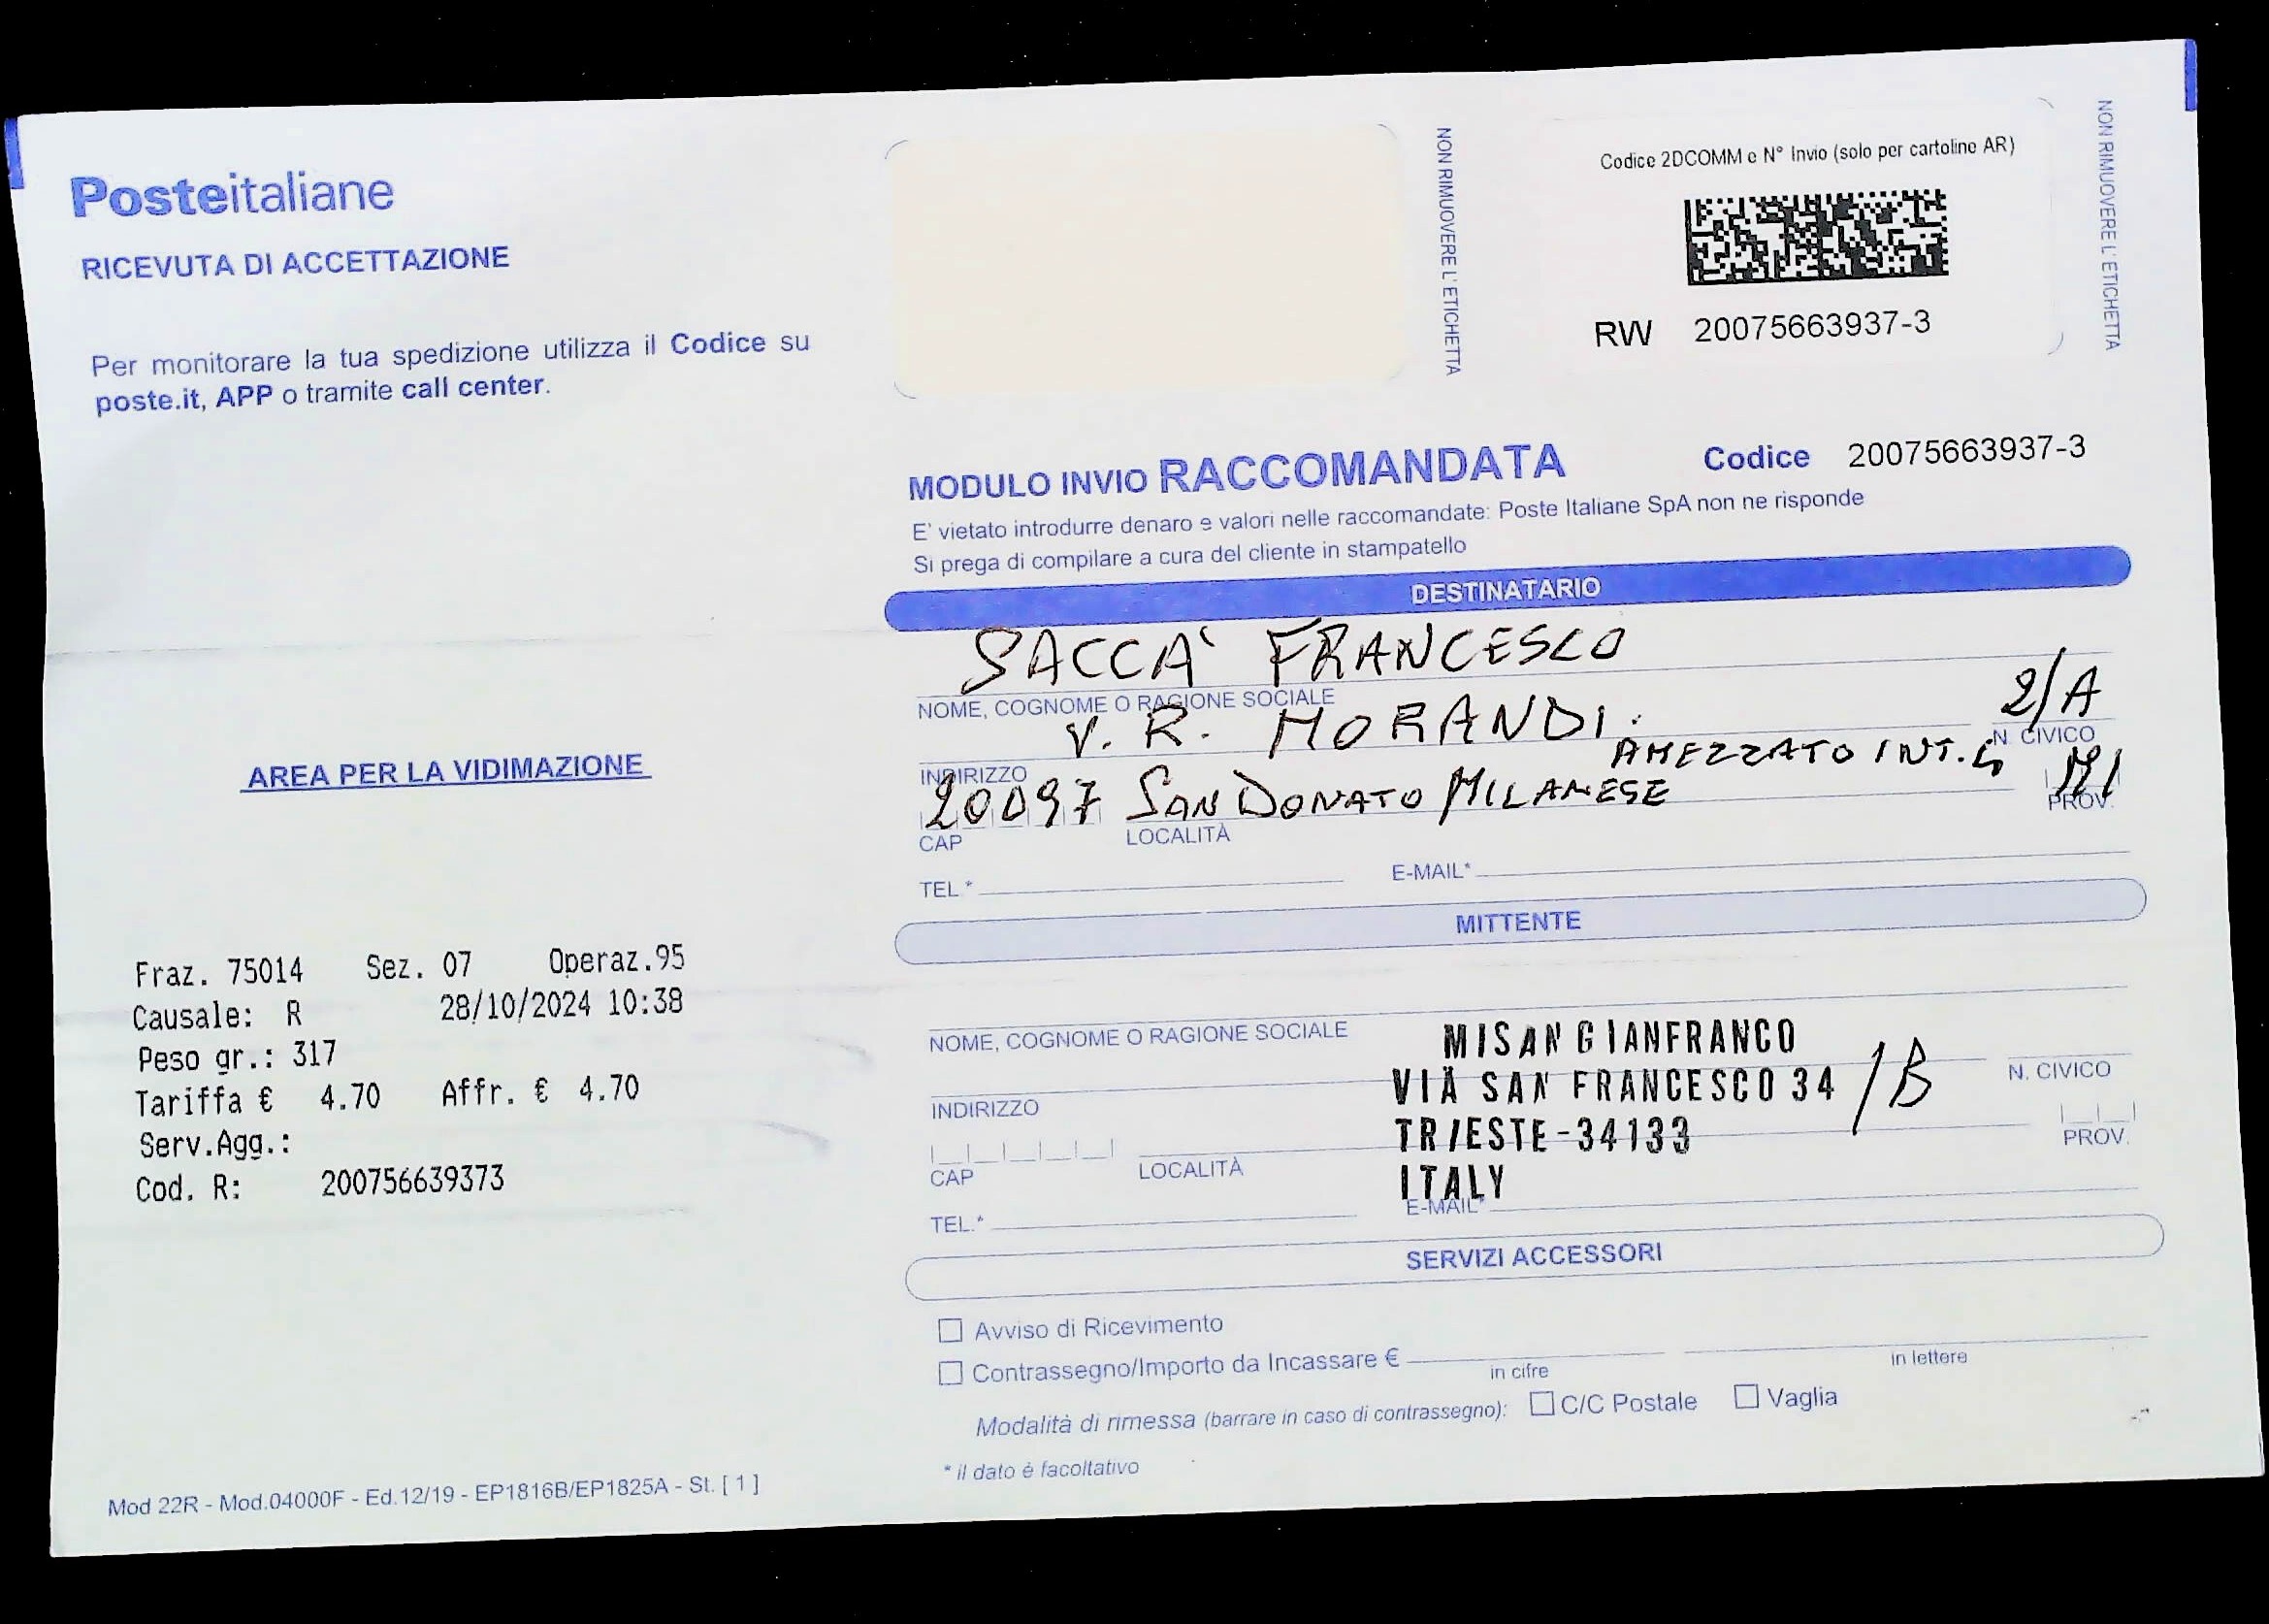 Posteitaliane
RICEVUTA DI ACCETTAZIONE
Per monitorare la tua spedizione utilizza il Codice su
poste.it, APP o tramite call center.
AREA PER LA VIDIMAZIONE
Fraz. 75014 Sez. 07 Operaz.95
Causale: R 28/10/2024 10:38
Peso gr.: 317
Tariffa € 4.70 Affr. € 4.70
Serv.Agg.:
Cod. R: 200756639373
Mod 22R - Mod.04000F - Ed.12/19 - EP1816B/EP1825A - St. [ 1 ]
NON RIMUOVERE L'ETICHETTA
Codice 2DCOMM e N° Invio (solo per cartoline AR)
RW 20075663937-3
NON RIMUOVERE L'ETICHETTA
MODULO INVIO RACCOMANDATA Codice 20075663937-3
E' vietato introdurre denaro e valori nelle raccomandate: Poste Italiane SpA non ne risponde
Si prega di compilare a cura del cliente in stampatello
DESTINATARIO
SACCA' FRANCESCO
NOME, COGNOME O RAGIONE SOCIALE
V. R. MORANDI. 2/A
INDIRIZZO N. CIVICO
AMEZZATO INT.G
20097 SAN DONATO MILANESE MI
CAP LOCALITÀ PROV.
TEL.* E-MAIL*
MITTENTE
NOME, COGNOME O RAGIONE SOCIALE
MISAN GIANFRANCO
VIA SAN FRANCESCO 34 /B
INDIRIZZO N. CIVICO
TRIESTE-34133
CAP LOCALITÀ PROV.
ITALY
TEL.* E-MAIL*
SERVIZI ACCESSORI
Avviso di Ricevimento
Contrassegno/Importo da Incassare €
in cifre in lettere
Modalità di rimessa (barrare in caso di contrassegno): C/C Postale Vaglia
* il dato è facoltativo